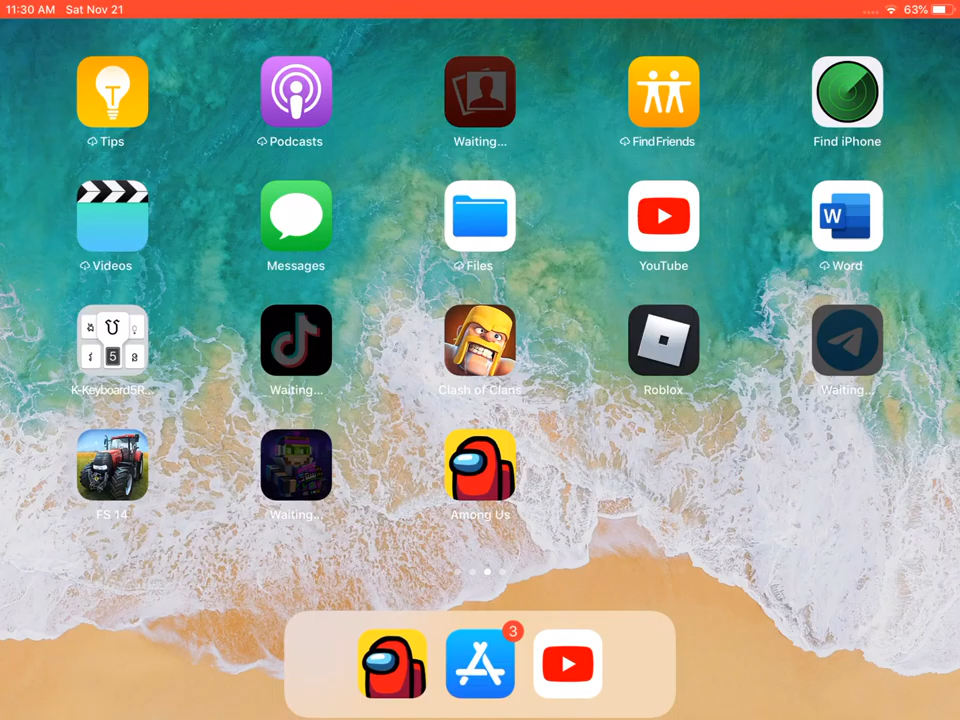 11:30 AM Sat Nov 21
63%
Tips
Podcasts
Waiting...
Find Friends
Find iPhone
Videos
Messages
Files
YouTube
W
Word
5
K-Keyboard5R...
Waiting...
Clash of Clans
Roblox
Waiting...
FS 14
Waiting...
Among Us
3